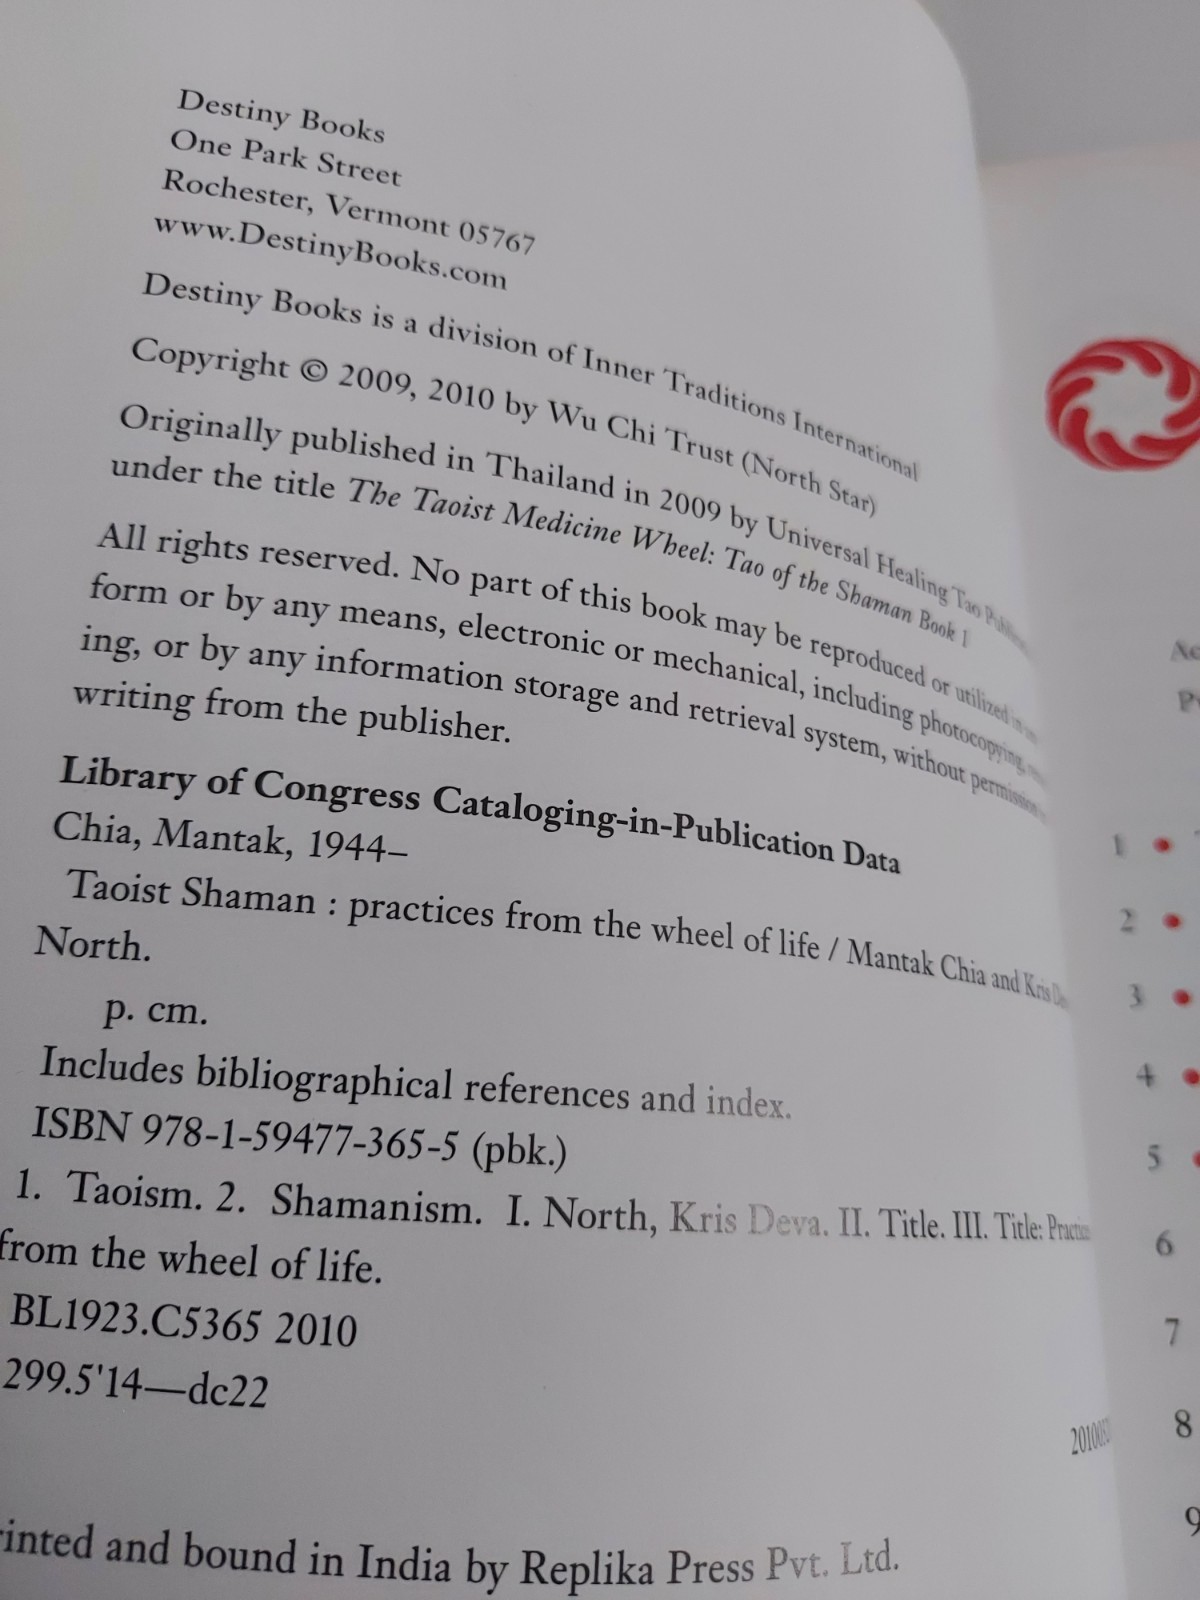 Destiny Books
One Park Street
Rochester, Vermont 05767
www.DestinyBooks.com
Destiny Books is a division of Inner Traditions International
Copyright © 2009, 2010 by Wu Chi Trust (North Star)
Originally published in Thailand in 2009 by Universal Healing Tao
under the title The Taoist Medicine Wheel: Tao of the Shaman Book 1
All rights reserved. No part of this book may be reproduced or utilized in
form or by any means, electronic or mechanical, including photocopying,
ing, or by any information storage and retrieval system, without permission
writing from the publisher.
Library of Congress Cataloging-in-Publication Data
Chia, Mantak, 1944–
Taoist Shaman : practices from the wheel of life / Mantak Chia and Kris
North.
p. cm.
Includes bibliographical references and index.
ISBN 978-1-59477-365-5 (pbk.)
1. Taoism. 2. Shamanism. I. North, Kris Deva. II. Title. III. Title:
from the wheel of life.
BL1923.C5365 2010
299.5'14—dc22
rinted and bound in India by Replika Press Pvt. Ltd.
1 •
2 •
3 •
4 •
5
6
7
8
9